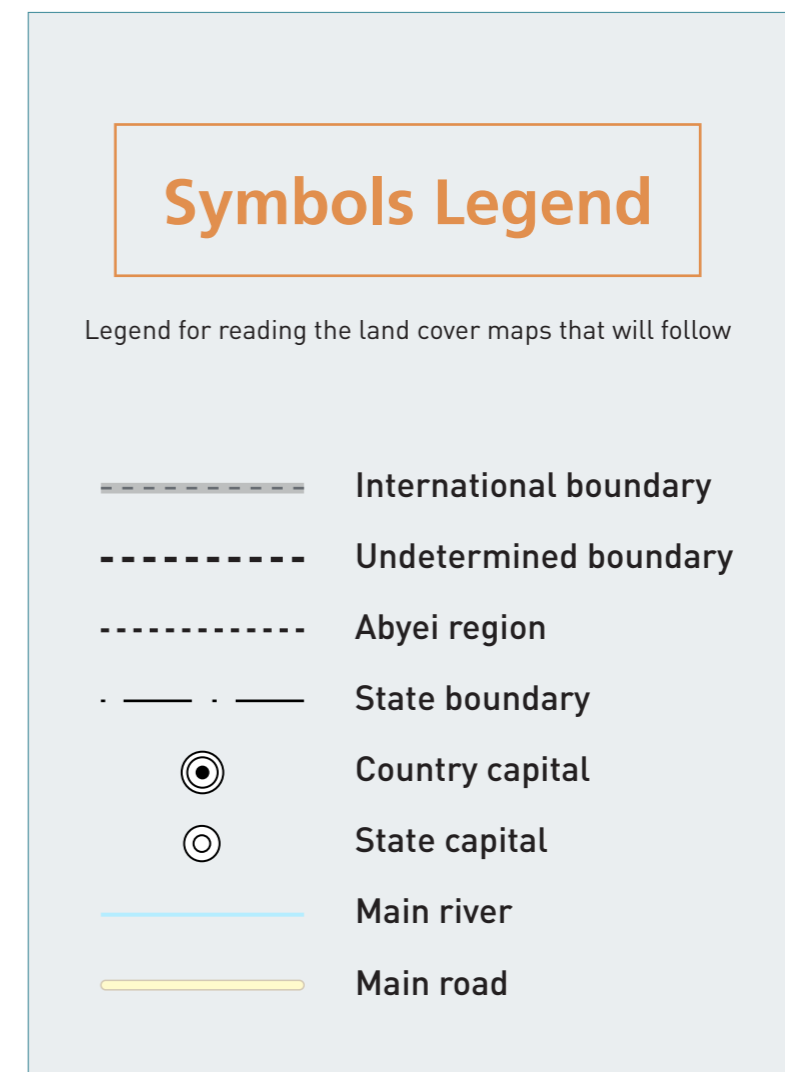 Symbols Legend
Legend for reading the land cover maps that will follow
International boundary
Undetermined boundary
Abyei region
State boundary
Country capital
State capital
Main river
Main road